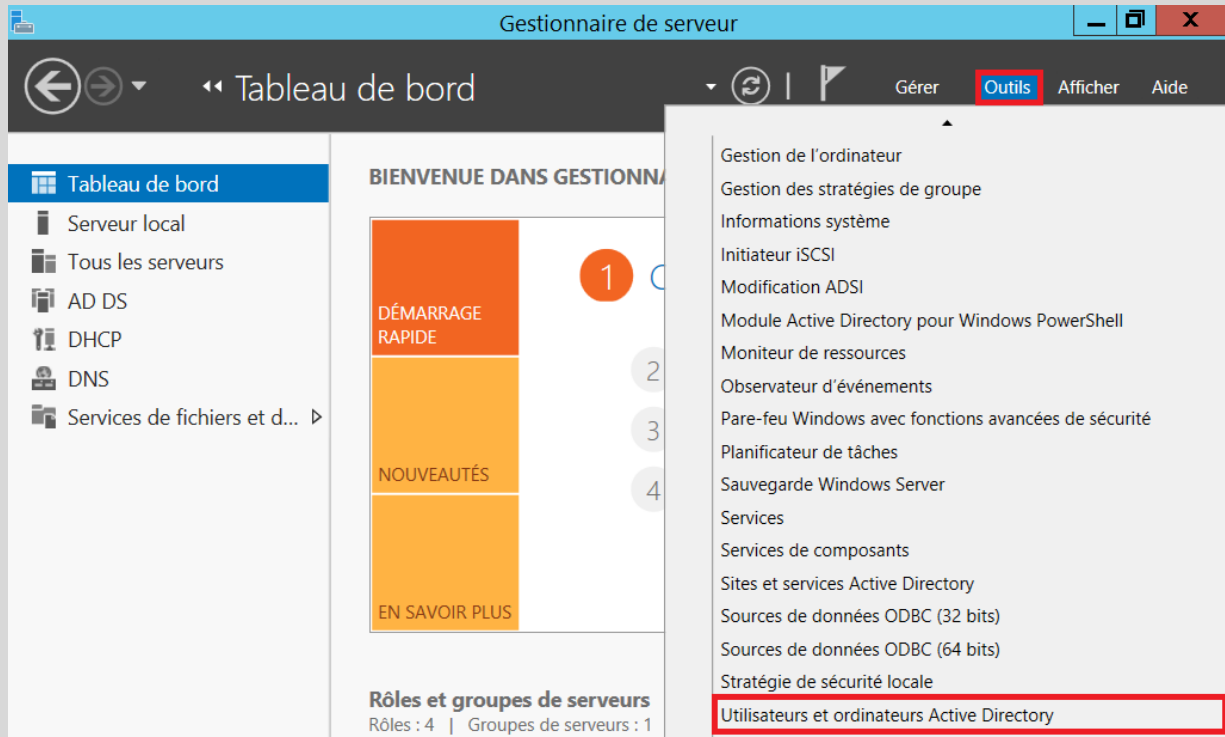 Gestionnaire de serveur
Tableau de bord
Gérer Outils Afficher Aide
Tableau de bord
Serveur local
Tous les serveurs
AD DS
DHCP
DNS
Services de fichiers et d...
BIENVENUE DANS GESTIONNA
DÉMARRAGE
RAPIDE
NOUVEAUTÉS
EN SAVOIR PLUS
1
2
3
4
Rôles et groupes de serveurs
Rôles : 4 | Groupes de serveurs : 1
Gestion de l'ordinateur
Gestion des stratégies de groupe
Informations système
Initiateur iSCSI
Modification ADSI
Module Active Directory pour Windows PowerShell
Moniteur de ressources
Observateur d'événements
Pare-feu Windows avec fonctions avancées de sécurité
Planificateur de tâches
Sauvegarde Windows Server
Services
Services de composants
Sites et services Active Directory
Sources de données ODBC (32 bits)
Sources de données ODBC (64 bits)
Stratégie de sécurité locale
Utilisateurs et ordinateurs Active Directory